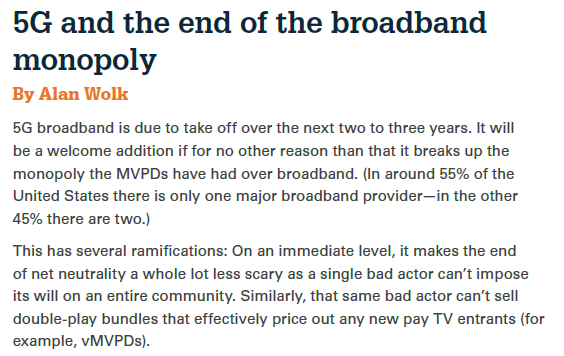 5G and the end of the broadband
monopoly
By Alan Wolk
5G broadband is due to take off over the next two to three years. It will
be a welcome addition if for no other reason than that it breaks up the
monopoly the MVPDs have had over broadband. (In around 55% of the
United States there is only one major broadband provider—in the other
45% there are two.)
This has several ramifications: On an immediate level, it makes the end
of net neutrality a whole lot less scary as a single bad actor can’t impose
its will on an entire community. Similarly, that same bad actor can’t sell
double-play bundles that effectively price out any new pay TV entrants (for
example, vMVPDs).